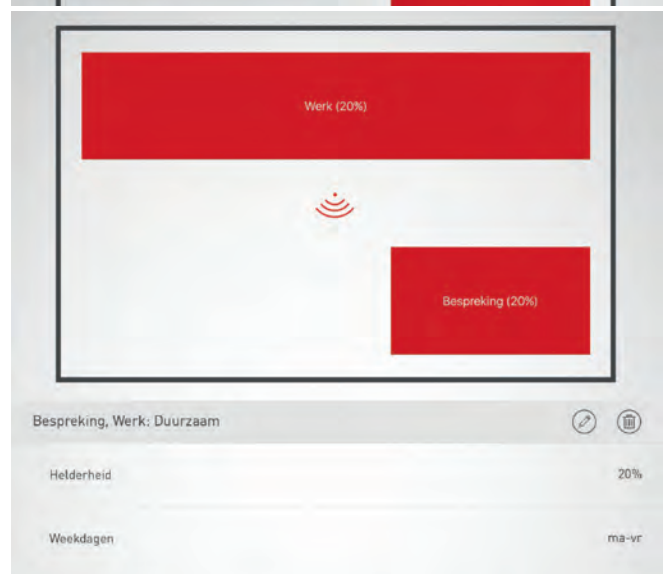 Werk (20%)
Bespreking (20%)
Bespreking, Werk: Duurzaam
Helderheid 20%
Weekdagen ma-vr